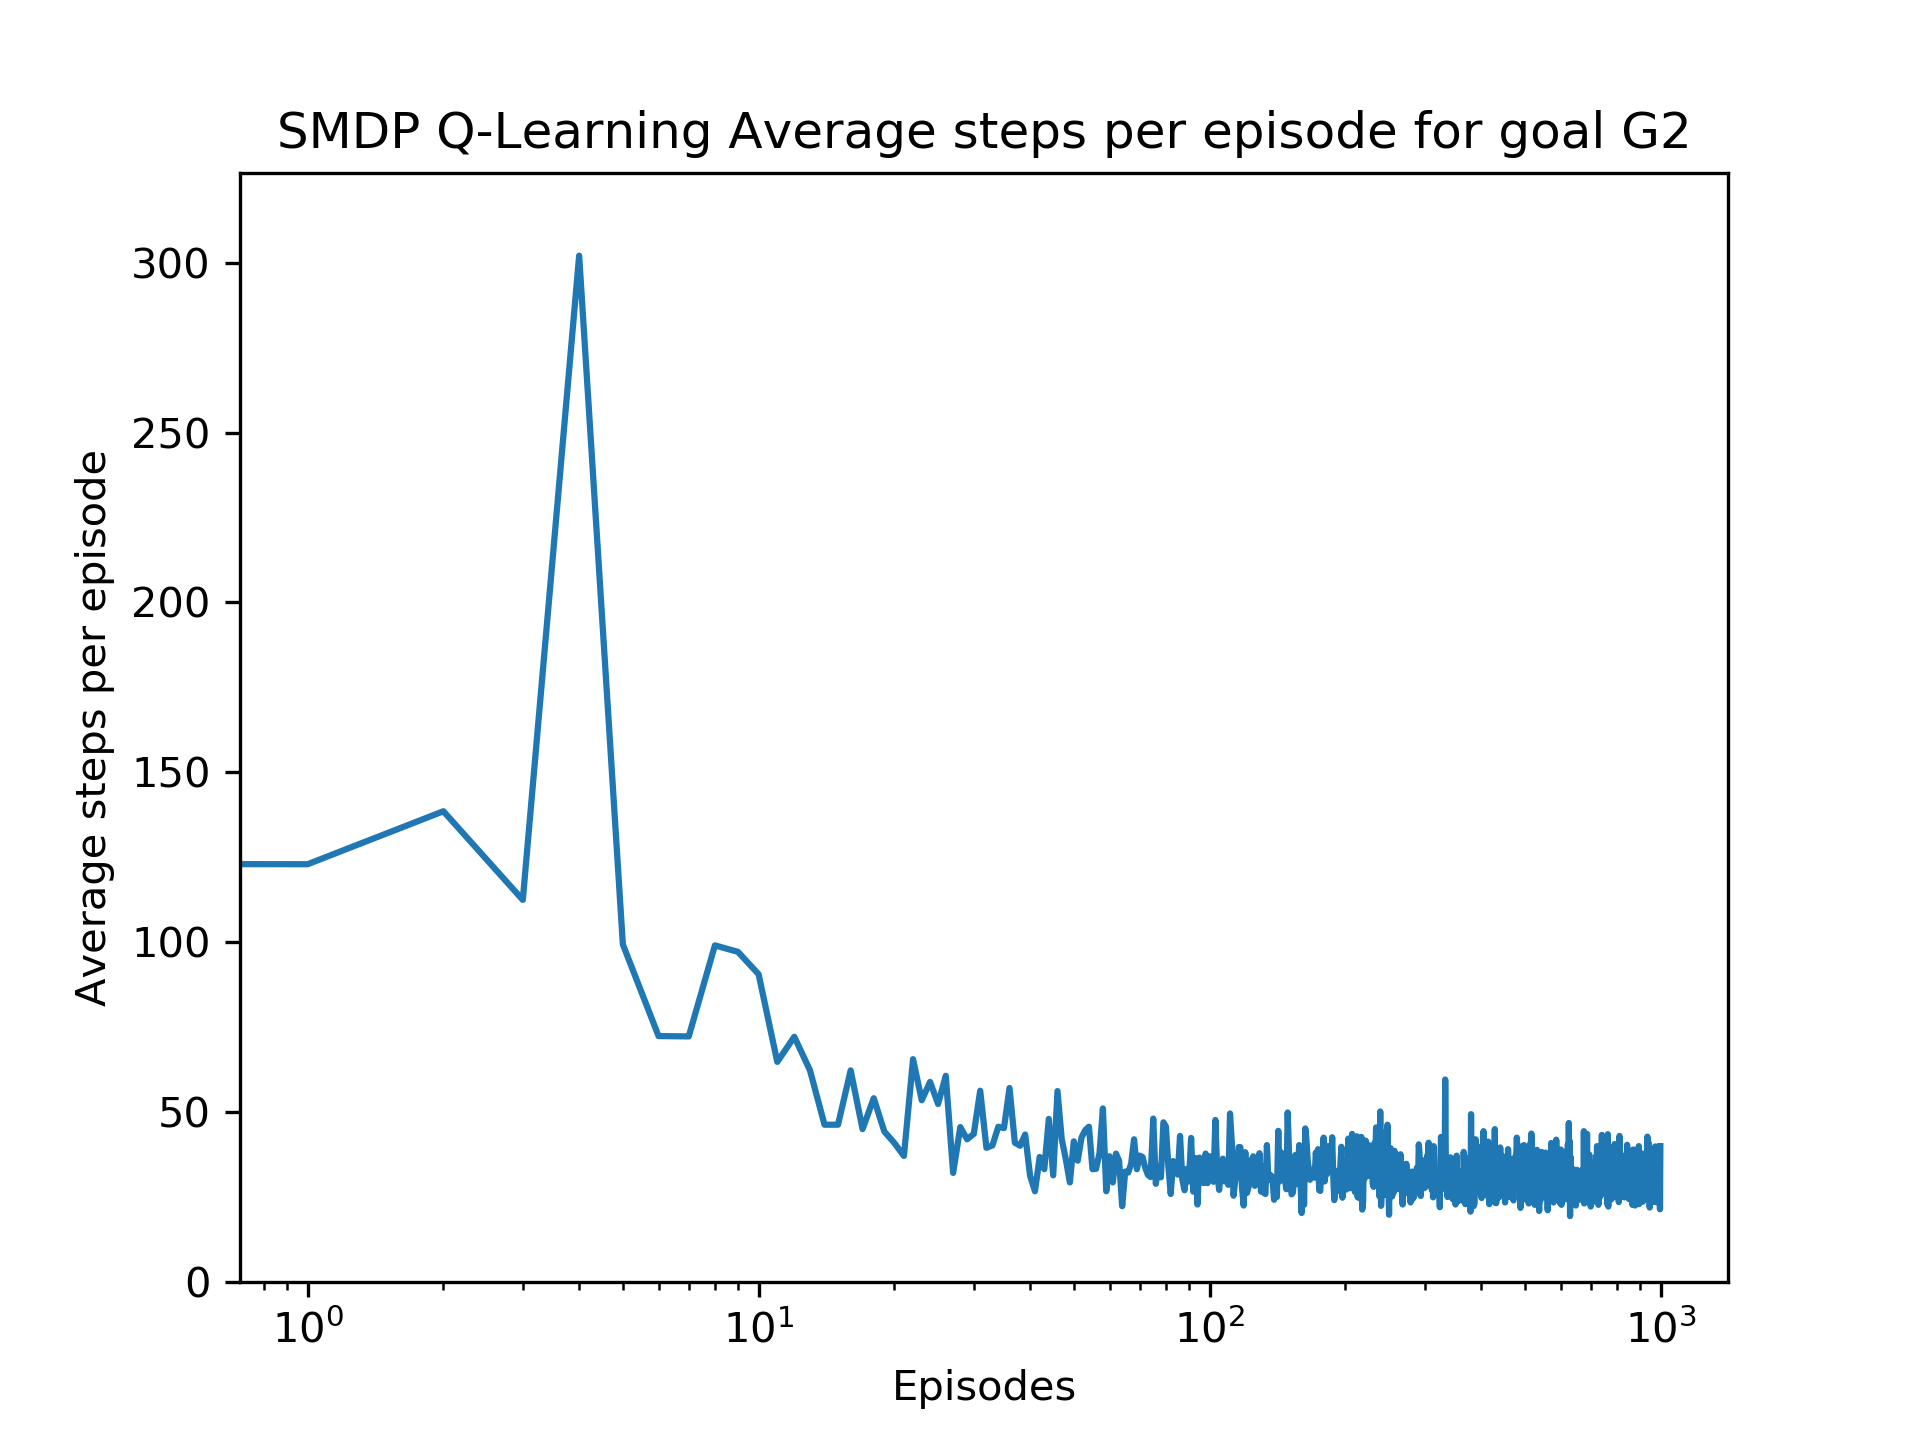 SMDP Q-Learning Average steps per episode for goal G2
300
250
200
150
100
50
0
Average steps per episode
10⁰ 10¹ 10² 10³
Episodes